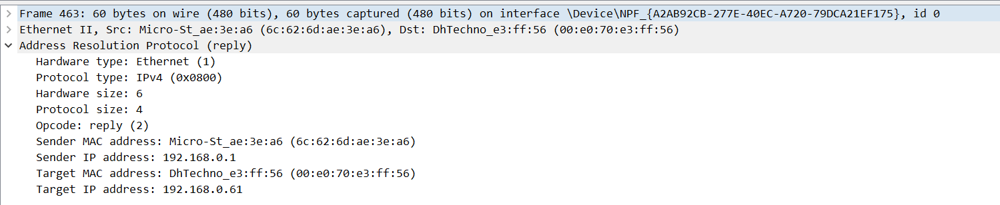 Frame 463: 60 bytes on wire (480 bits), 60 bytes captured (480 bits) on interface \Device\NPF_{A2AB92CB-277E-40EC-A720-79DCA21EF175}, id 0
Ethernet II, Src: Micro-St_ae:3e:a6 (6c:62:6d:ae:3e:a6), Dst: DhTechno_e3:ff:56 (00:e0:70:e3:ff:56)
Address Resolution Protocol (reply)
Hardware type: Ethernet (1)
Protocol type: IPv4 (0x0800)
Hardware size: 6
Protocol size: 4
Opcode: reply (2)
Sender MAC address: Micro-St_ae:3e:a6 (6c:62:6d:ae:3e:a6)
Sender IP address: 192.168.0.1
Target MAC address: DhTechno_e3:ff:56 (00:e0:70:e3:ff:56)
Target IP address: 192.168.0.61